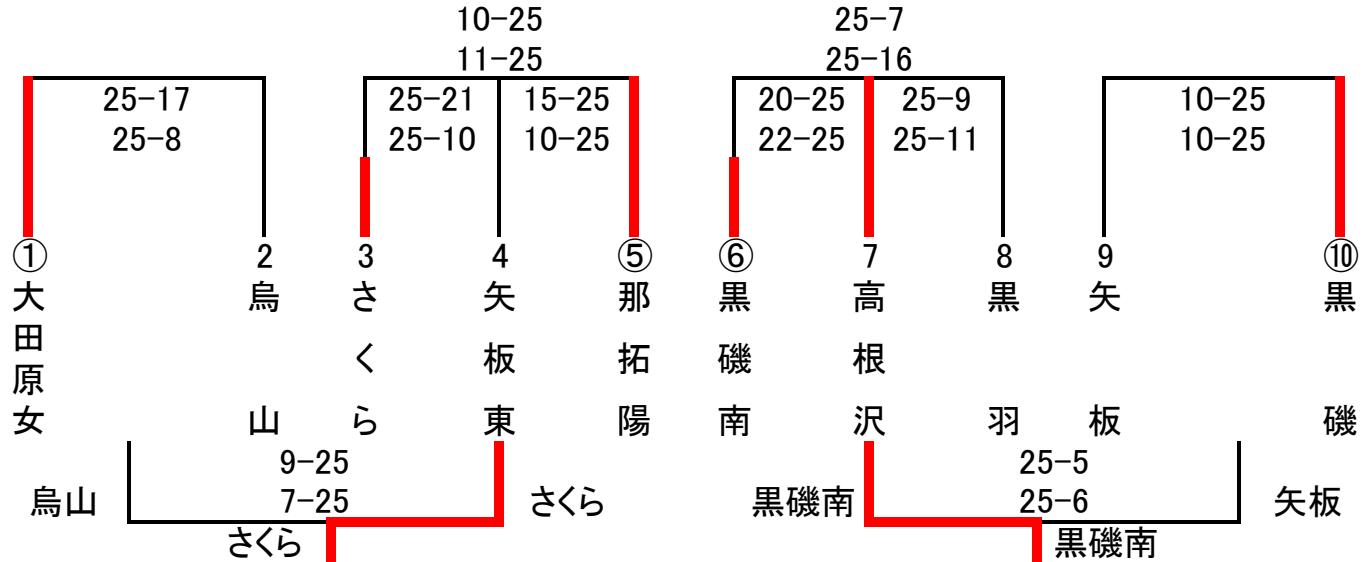 10-25 25-7
11-25 25-16
25-17 25-21 15-25 20-25 25-9 10-25
25-8 25-10 10-25 22-25 25-11 10-25
① 2 3 4 ⑤ ⑥ 7 8 9 ⑩
大田原女
烏山
さくら
矢板東
那拓陽
黒磯南
高根沢
黒羽
矢板
黒磯
9-25 25-5
烏山 7-25 さくら 黒磯南 25-6 矢板
さくら 黒磯南